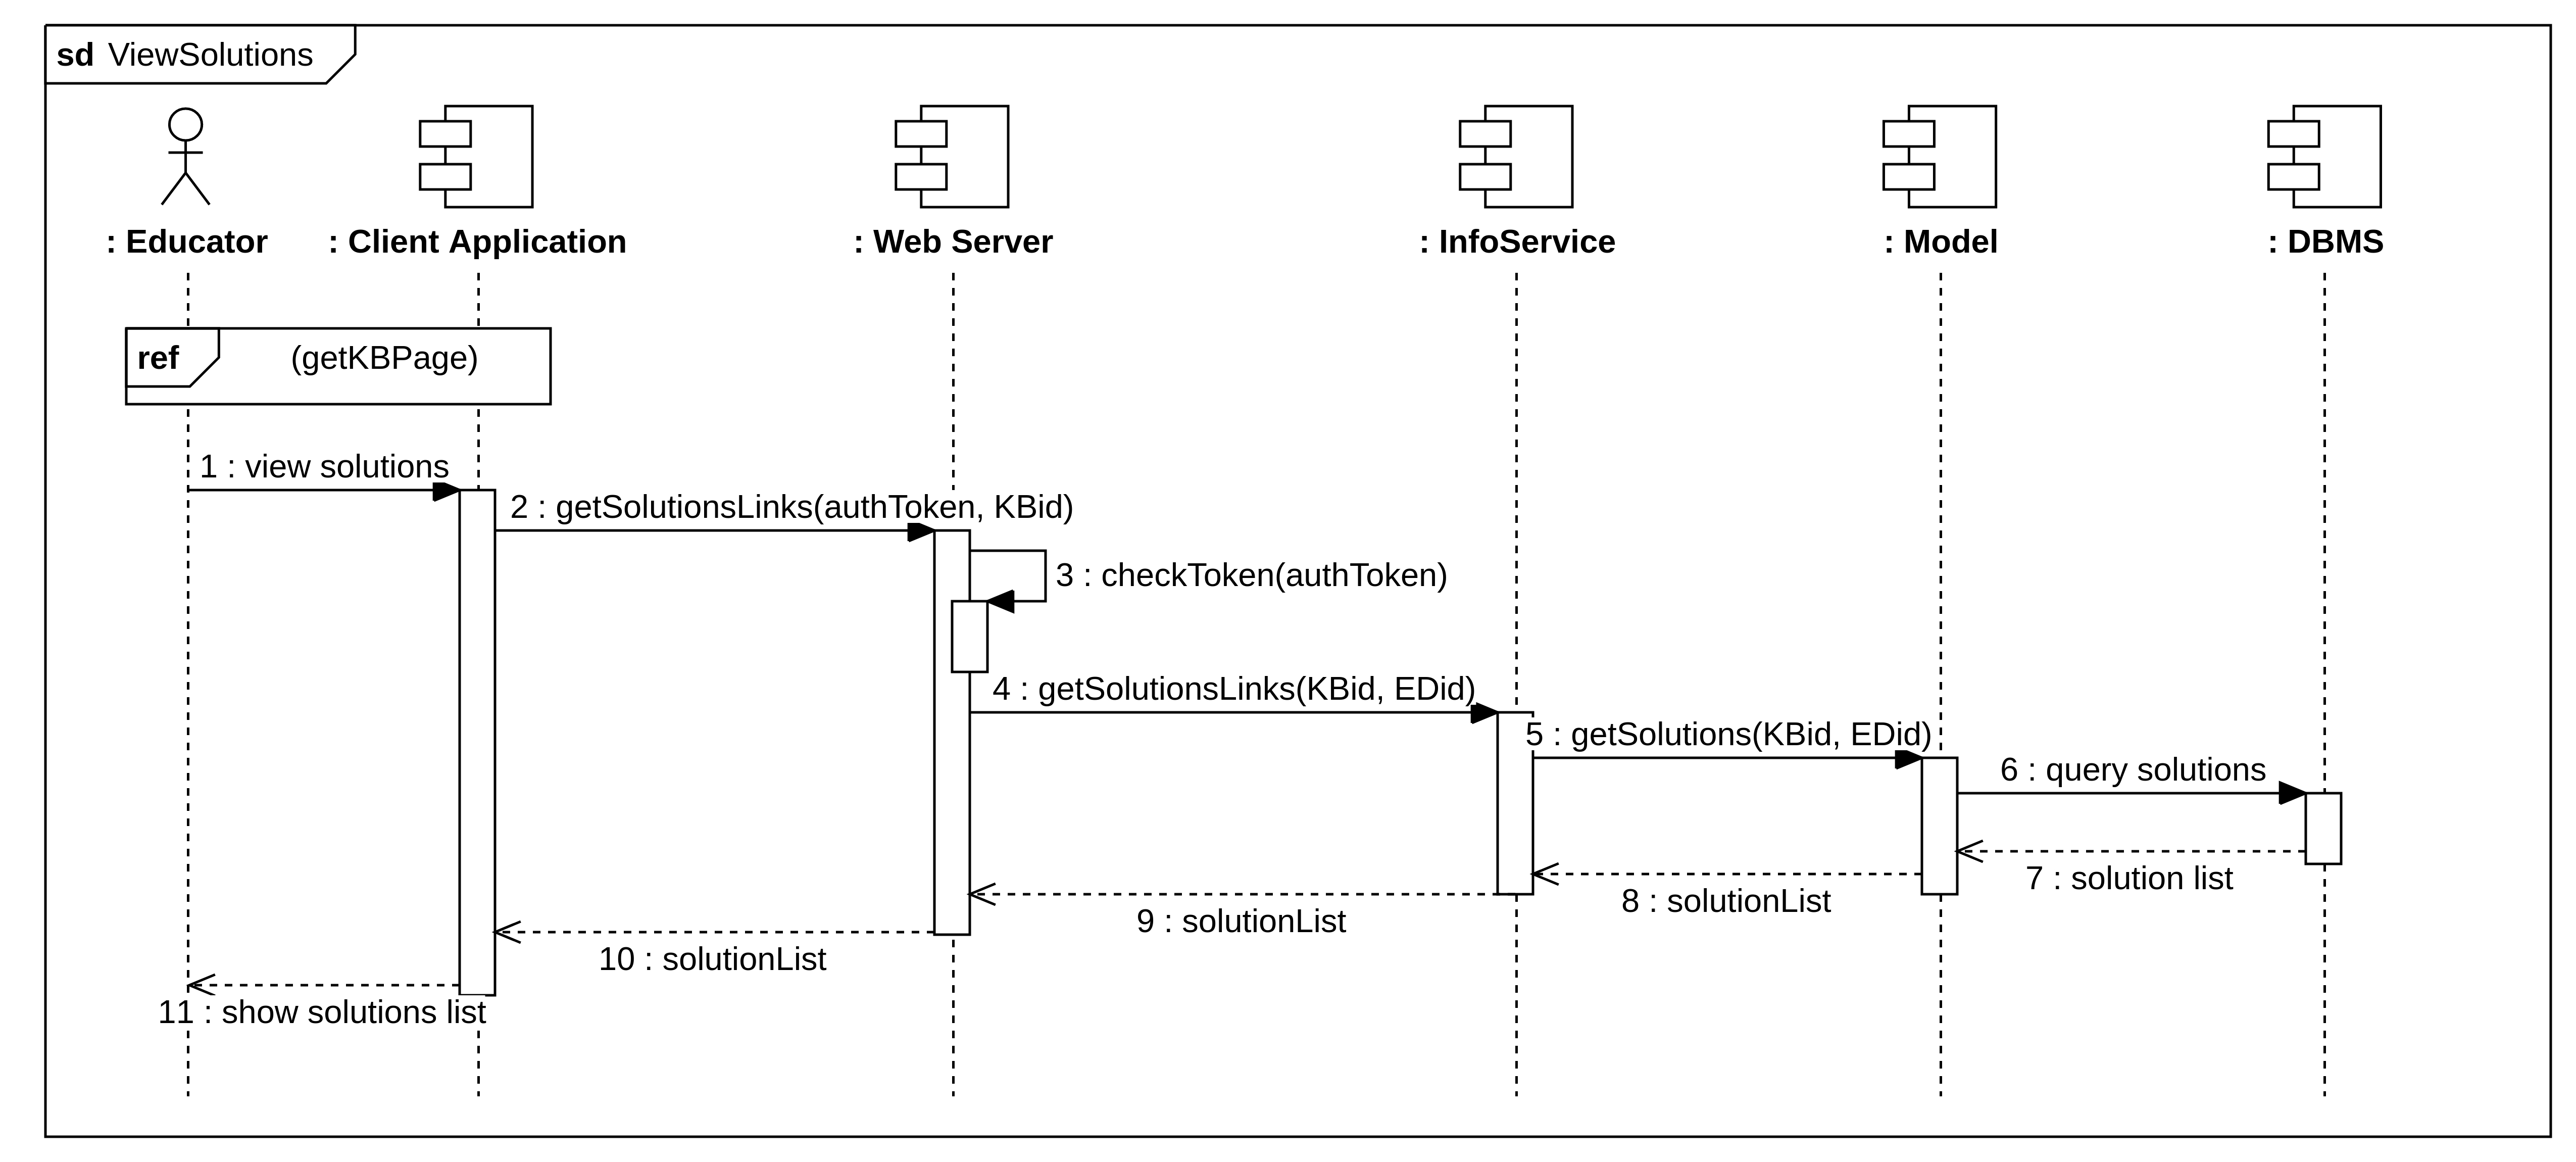 sd ViewSolutions
: Educator
: Client Application
: Web Server
: InfoService
: Model
: DBMS
ref (getKBPage)
1 : view solutions
2 : getSolutionsLinks(authToken, KBid)
3 : checkToken(authToken)
4 : getSolutionsLinks(KBid, EDid)
5 : getSolutions(KBid, EDid)
6 : query solutions
7 : solution list
8 : solutionList
9 : solutionList
10 : solutionList
11 : show solutions list